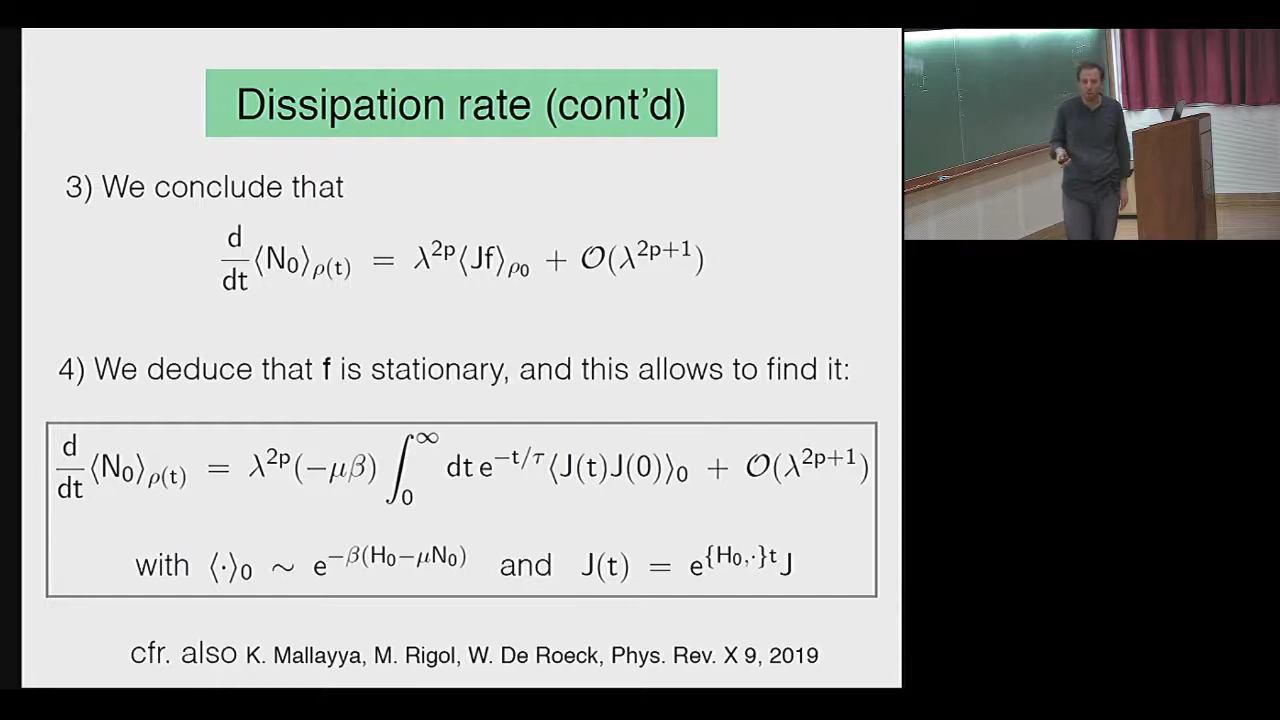 Dissipation rate (cont'd)
3) We conclude that
d/dt ⟨N₀⟩_ρ(t) = λ^{2p}⟨Jf⟩_ρ₀ + 𝒪(λ^{2p+1})
4) We deduce that f is stationary, and this allows to find it:
d/dt ⟨N₀⟩_ρ(t) = λ^{2p}(−μβ) ∫₀^∞ dt e^{−t/τ}⟨J(t)J(0)⟩₀ + 𝒪(λ^{2p+1})
with ⟨·⟩₀ ∼ e^{−β(H₀−μN₀)} and J(t) = e^{{H₀,·}t}J
cfr. also K. Mallayya, M. Rigol, W. De Roeck, Phys. Rev. X 9, 2019